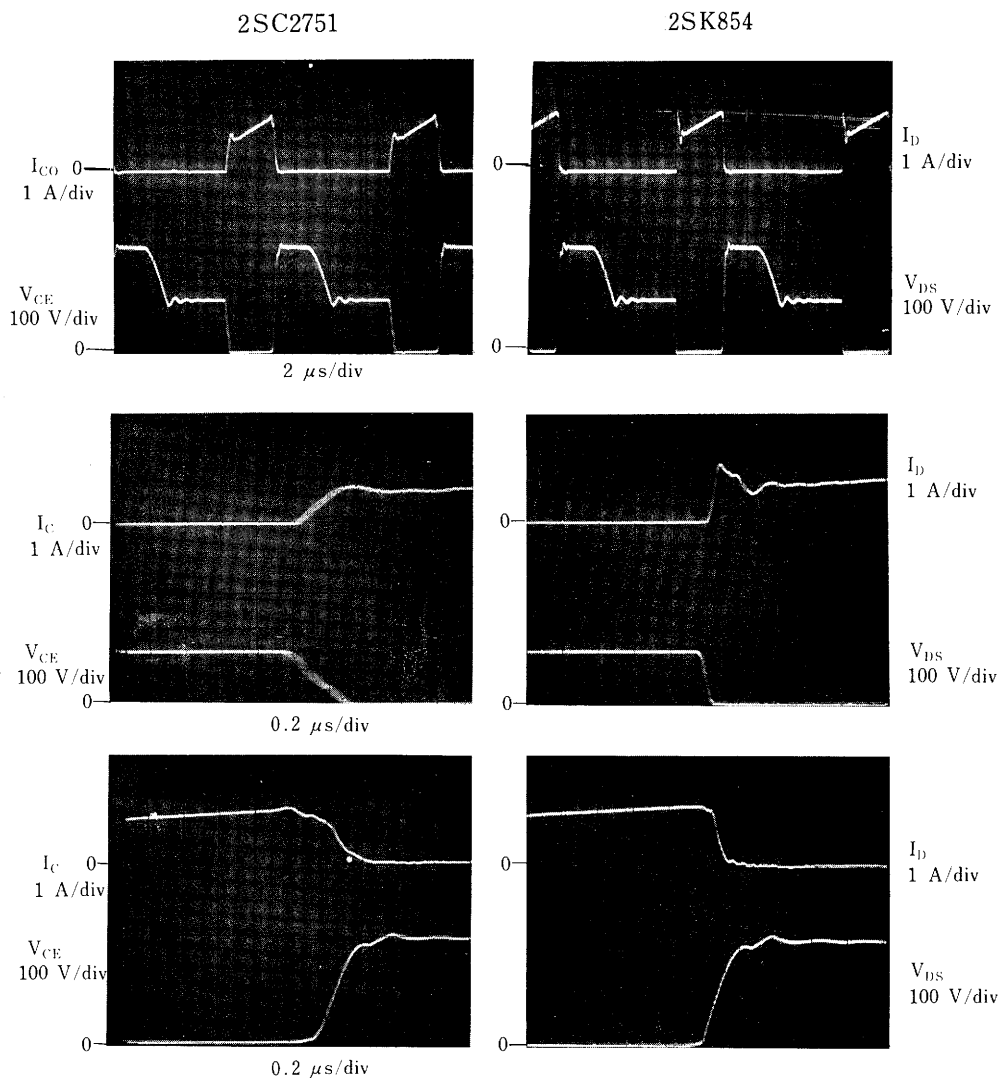 2SC2751
2SK854
I_CO 0
1 A/div
V_CE
100 V/div
0
2 μs/div
0
I_D
1 A/div
V_DS
100 V/div
0
I_C 0
1 A/div
V_CE
100 V/div
0
0.2 μs/div
0
I_D
1 A/div
V_DS
100 V/div
0
I_C 0
1 A/div
V_CE
100 V/div
0
0.2 μs/div
0
I_D
1 A/div
V_DS
100 V/div
0